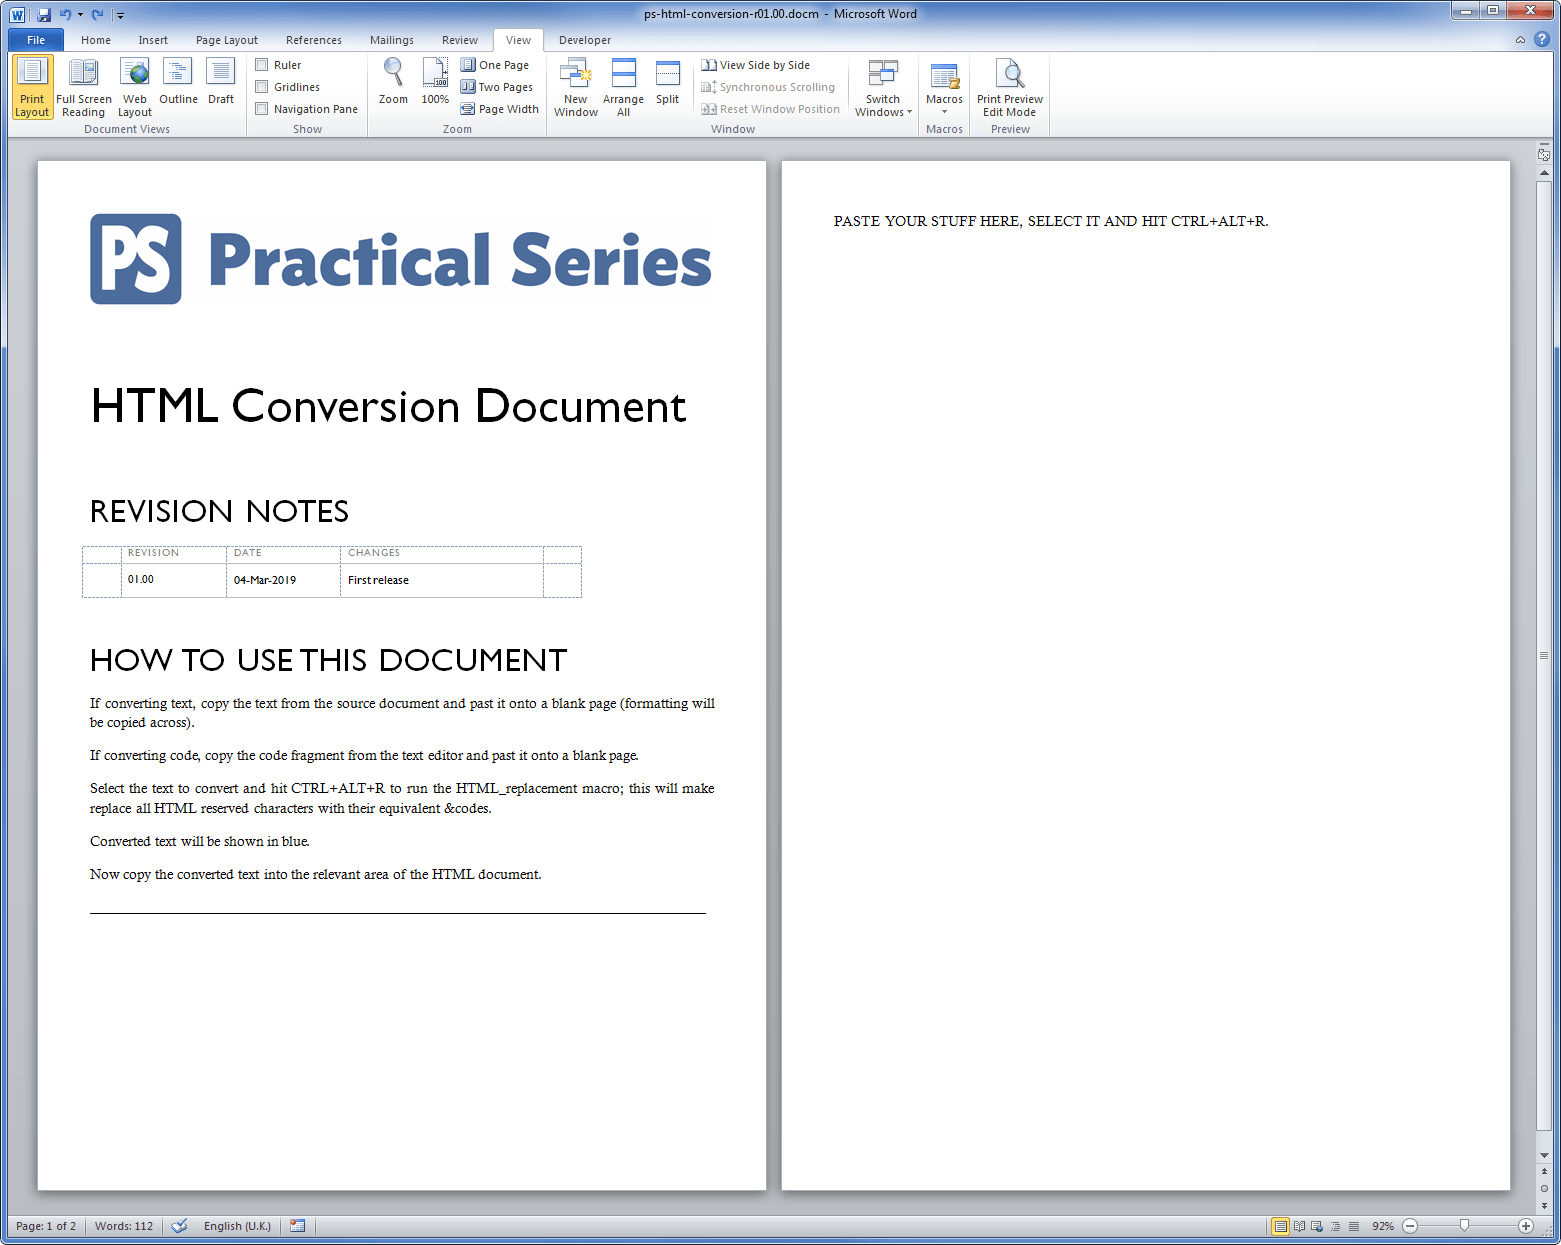 ps-html-conversion-r01.00.docm - Microsoft Word
File Home Insert Page Layout References Mailings Review View Developer
Print Layout
Full Screen Reading
Web Layout
Outline
Draft
Document Views
Ruler
Gridlines
Navigation Pane
Show
Zoom
100%
One Page
Two Pages
Page Width
Zoom
New Window
Arrange All
Split
View Side by Side
Synchronous Scrolling
Reset Window Position
Window
Switch Windows
Macros
Macros
Print Preview Edit Mode
Preview
PS Practical Series
HTML Conversion Document
REVISION NOTES
REVISION DATE CHANGES
01.00 04-Mar-2019 First release
HOW TO USE THIS DOCUMENT
If converting text, copy the text from the source document and past it onto a blank page (formatting will
be copied across).
If converting code, copy the code fragment from the text editor and past it onto a blank page.
Select the text to convert and hit CTRL+ALT+R to run the HTML_replacement macro; this will make
replace all HTML reserved characters with their equivalent &codes.
Converted text will be shown in blue.
Now copy the converted text into the relevant area of the HTML document.
PASTE YOUR STUFF HERE, SELECT IT AND HIT CTRL+ALT+R.
Page: 1 of 2 Words: 112 English (U.K.) 92%